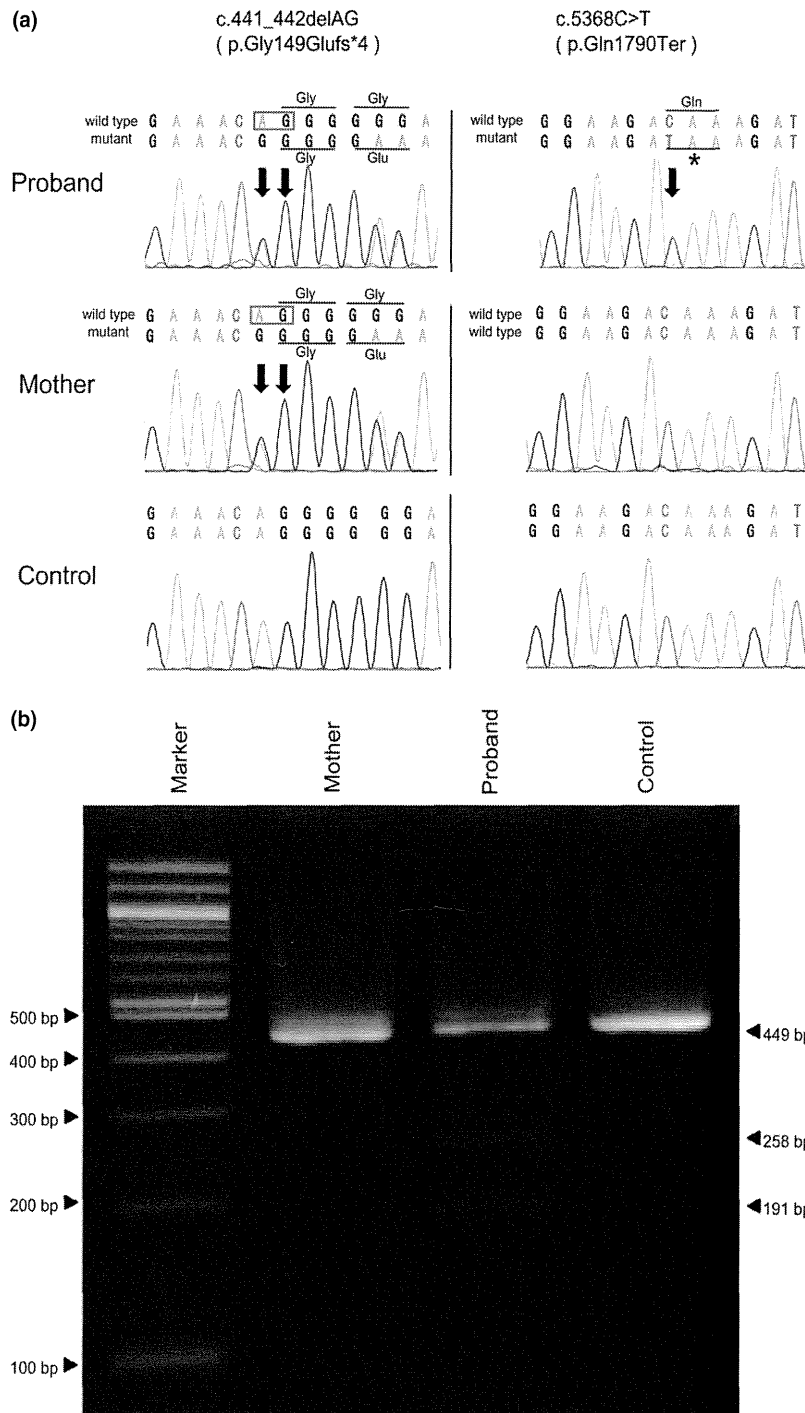 (a)
c.441_442delAG
( p.Gly149Glufs*4 )
c.5368C>T
( p.Gln1790Ter )
Gly Gly
wild type G A A A C A G G G G G G A
mutant G A A A C G G G G G A A A
Gly Glu
Gln
wild type G G A A G A C A A A G A T
mutant G G A A G A T A A A G A T
*
Proband
Gly Gly
wild type G A A A C A G G G G G G A
mutant G A A A C G G G G G A A A
Gly Glu
wild type G G A A G A C A A A G A T
wild type G G A A G A C A A A G A T
Mother
G A A A C A G G G G G G A
G A A A C A G G G G G G A
G G A A G A C A A A G A T
G G A A G A C A A A G A T
Control
(b)
Marker
Mother
Proband
Control
500 bp
400 bp
300 bp
200 bp
100 bp
449 bp
258 bp
191 bp